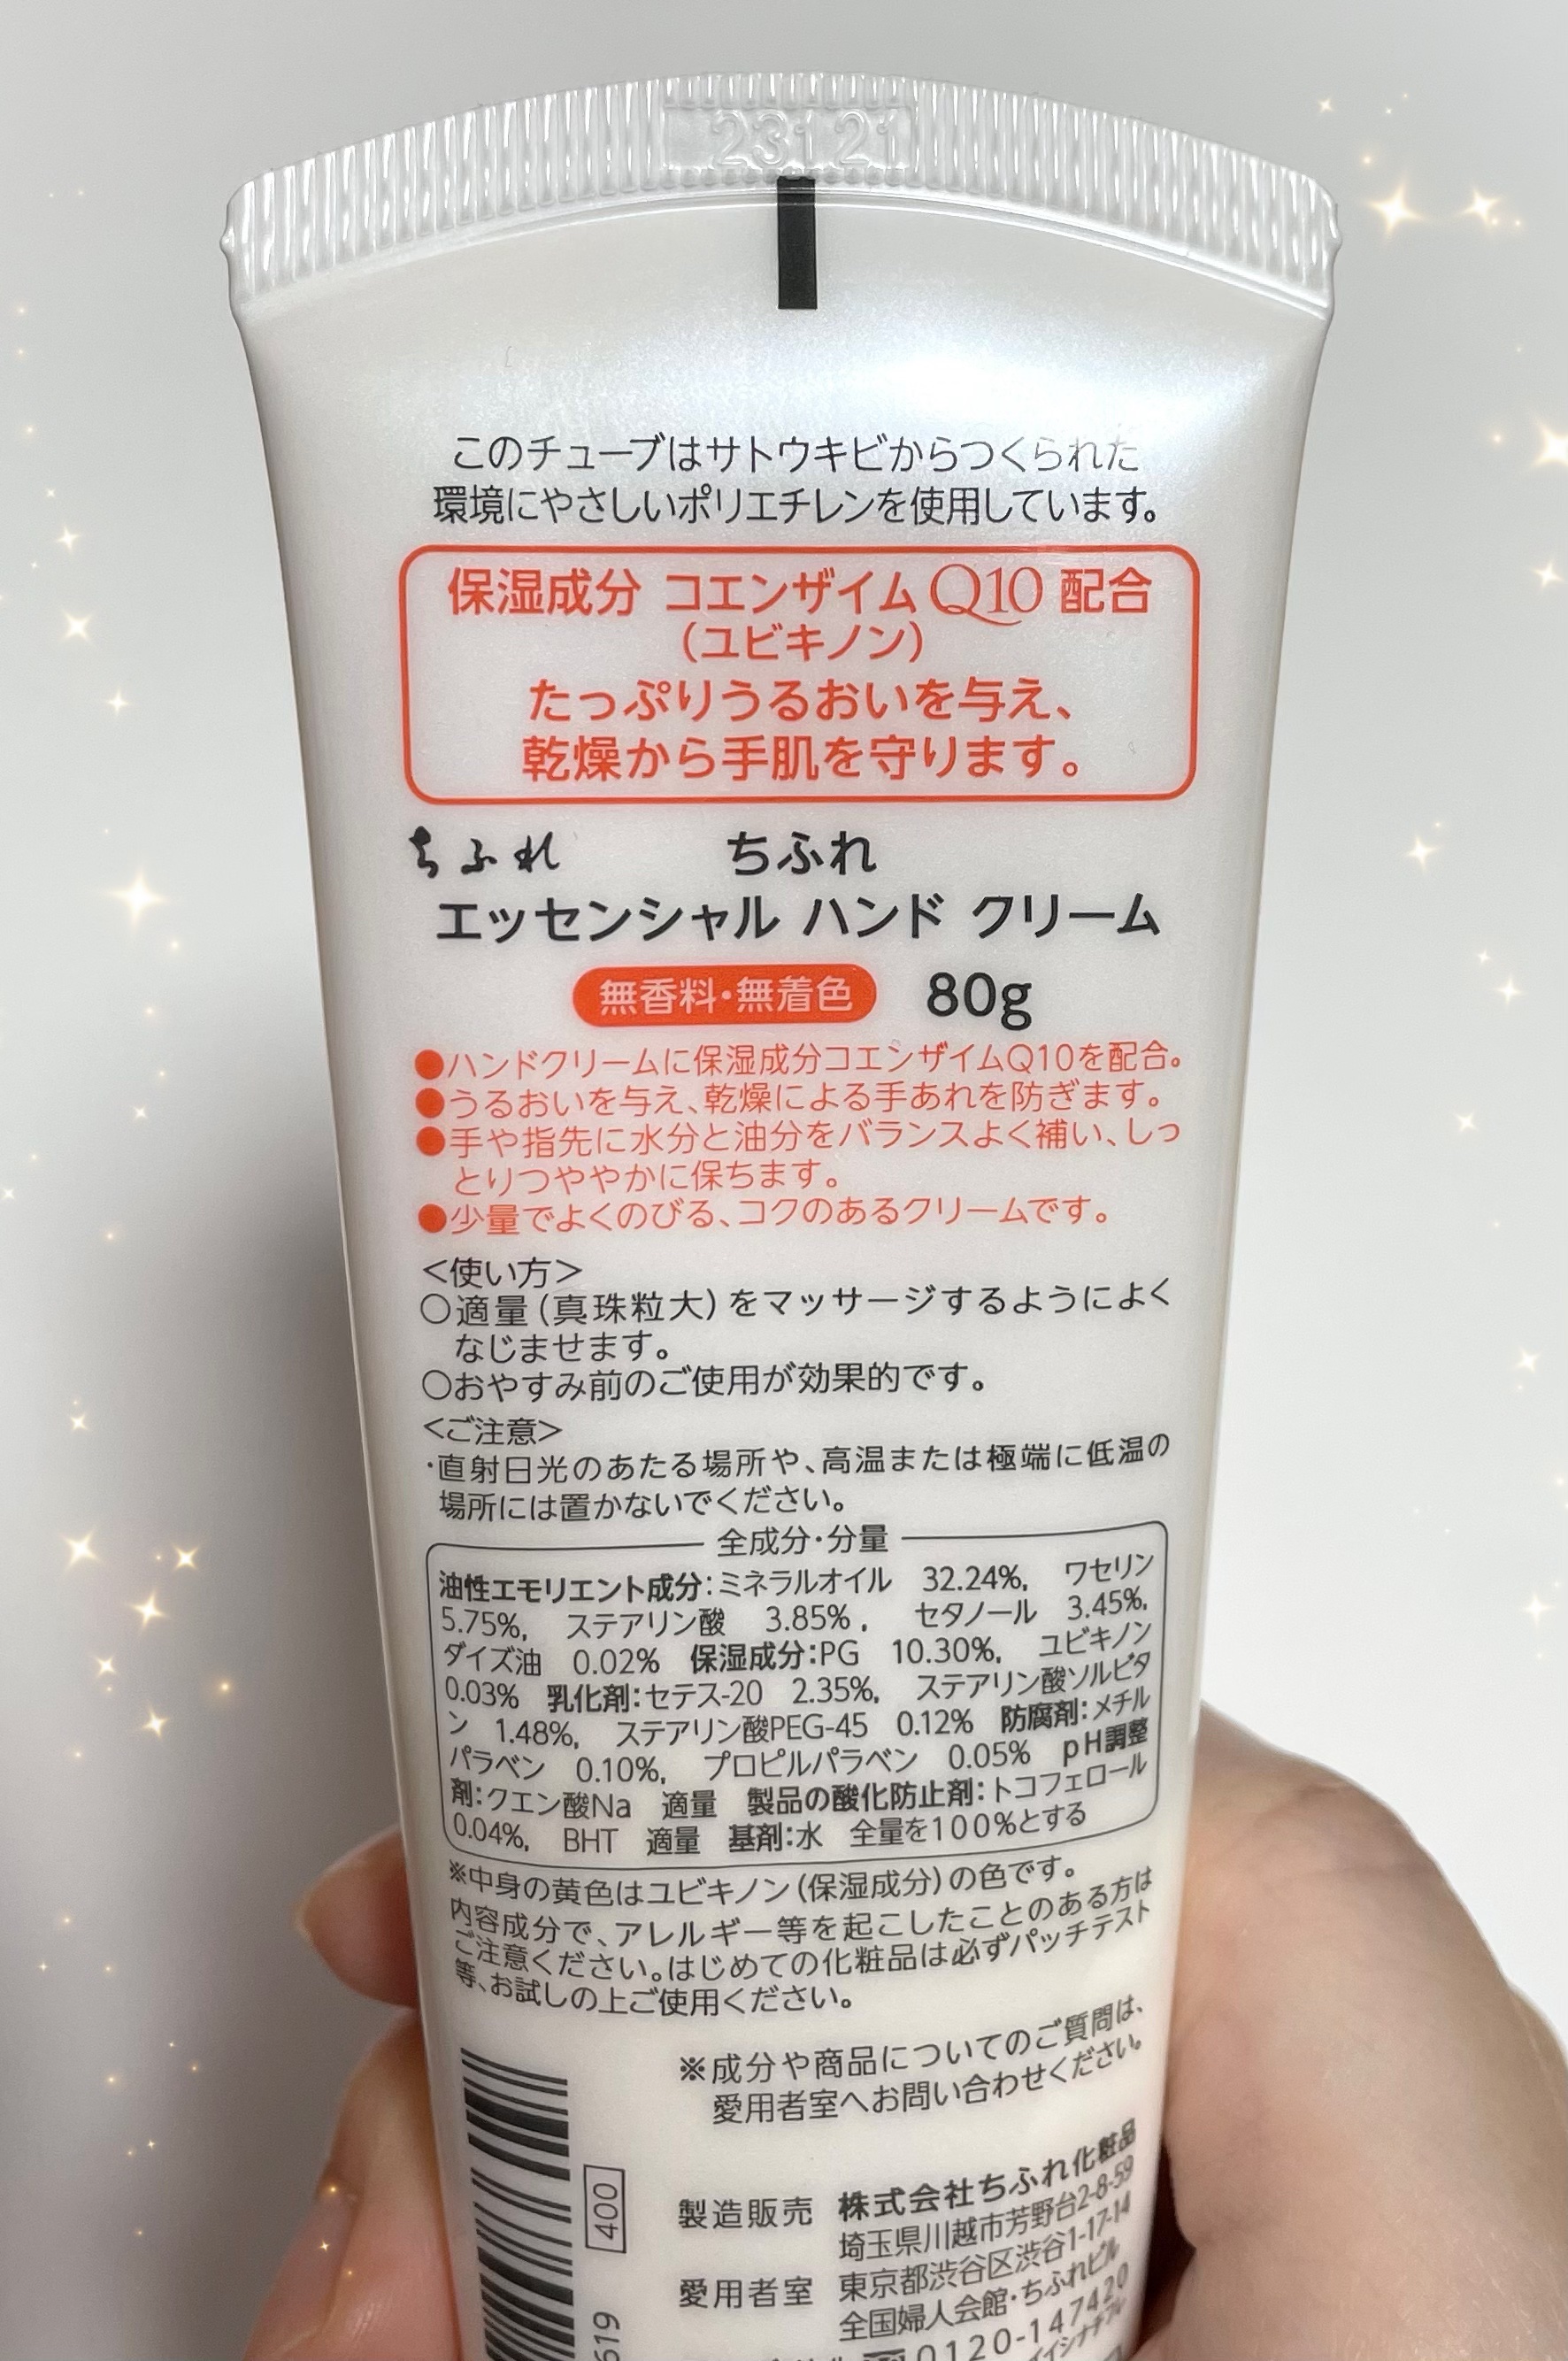 23121
このチューブはサトウキビからつくられた
環境にやさしいポリエチレンを使用しています。
保湿成分 コエンザイムQ10 配合
(ユビキノン)
たっぷりうるおいを与え、
乾燥から手肌を守ります。
ちふれ ちふれ
エッセンシャル ハンド クリーム
無香料・無着色 80g
●ハンドクリームに保湿成分コエンザイムQ10を配合。
●うるおいを与え、乾燥による手あれを防ぎます。
●手や指先に水分と油分をバランスよく補い、しっ
とりつややかに保ちます。
●少量でよくのびる、コクのあるクリームです。
<使い方>
○適量(真珠粒大)をマッサージするようによく
なじませます。
○おやすみ前のご使用が効果的です。
<ご注意>
・直射日光のあたる場所や、高温または極端に低温の
場所には置かないでください。
全成分・分量
油性エモリエント成分:ミネラルオイル 32.24%, ワセリン
5.75%, ステアリン酸 3.85%, セタノール 3.45%,
ダイズ油 0.02% 保湿成分:PG 10.30%, ユビキノン
0.03% 乳化剤:セテス-20 2.35%, ステアリン酸ソルビタ
ン 1.48%, ステアリン酸PEG-45 0.12% 防腐剤:メチル
パラベン 0.10%, プロピルパラベン 0.05% pH調整
剤:クエン酸Na 適量 製品の酸化防止剤:トコフェロール
0.04%, BHT 適量 基剤:水 全量を100%とする
※中身の黄色はユビキノン(保湿成分)の色です。
内容成分で、アレルギー等を起こしたことのある方は
ご注意ください。はじめての化粧品は必ずパッチテスト
等、お試しの上ご使用ください。
※成分や商品についてのご質問は、
愛用者室へお問い合わせください。
400
619
製造販売 株式会社ちふれ化粧品
埼玉県川越市芳野台2-8-59
愛用者室 東京都渋谷区渋谷1-17-14
全国婦人会館・ちふれビル
0120-147420